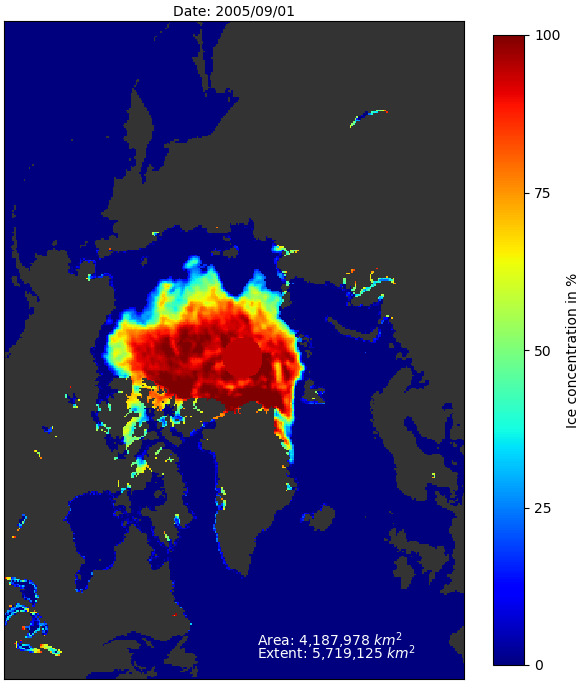 Date: 2005/09/01
100
75
50
25
0
Ice concentration in %
Area: 4,187,978 km²
Extent: 5,719,125 km²